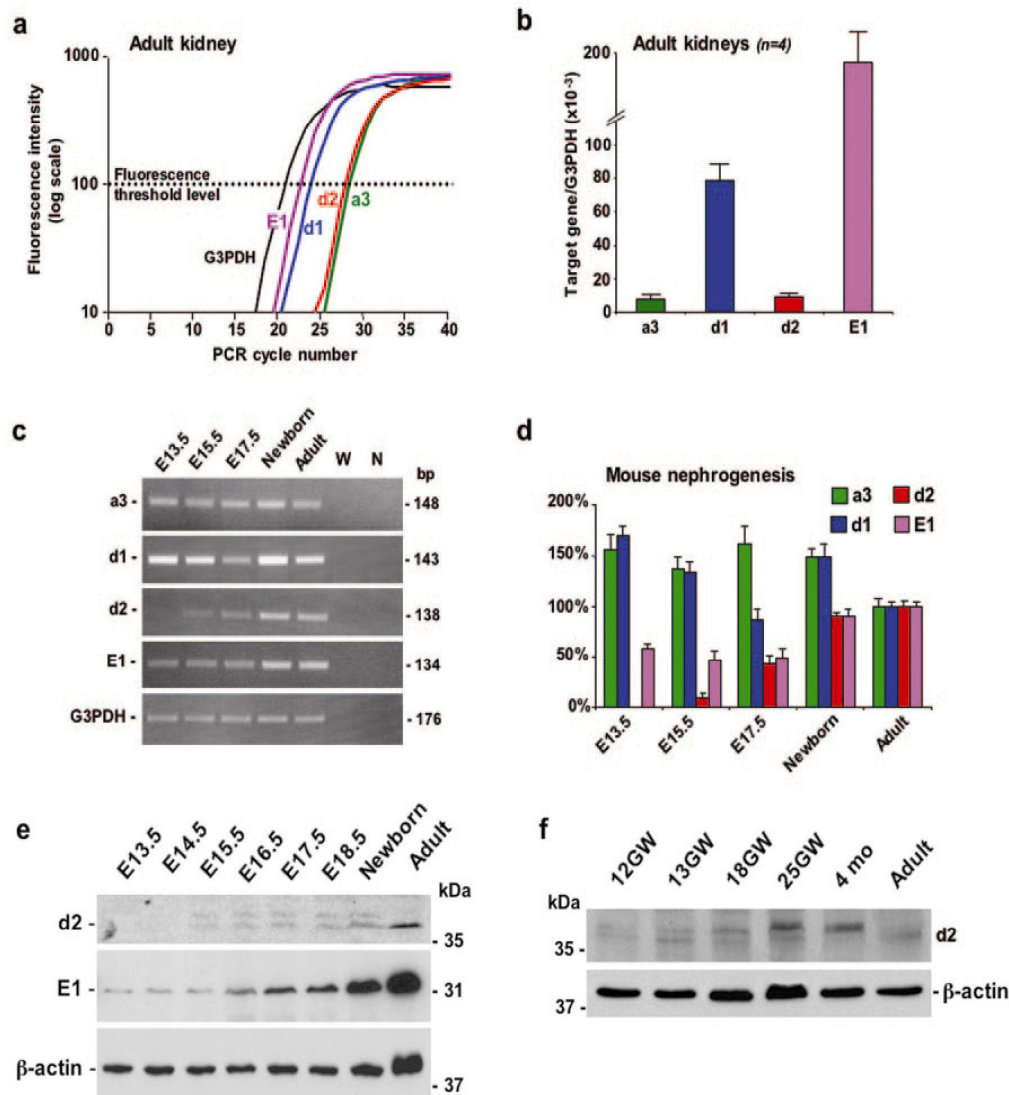 a
Adult kidney
1000
100
10
Fluorescence intensity
(log scale)
Fluorescence
threshold level
G3PDH
E1
d1
d2
a3
0 5 10 15 20 25 30 35 40
PCR cycle number
b
Adult kidneys (n=4)
Target gene/G3PDH (x10-3)
200
100
80
60
40
20
0
a3 d1 d2 E1
c
E13.5 E15.5 E17.5 Newborn Adult W N
bp
a3 - - 148
d1 - - 143
d2 - - 138
E1 - - 134
G3PDH - - 176
d
Mouse nephrogenesis
a3 d2
d1 E1
200%
150%
100%
50%
0%
E13.5 E15.5 E17.5 Newborn Adult
e
E13.5 E14.5 E15.5 E16.5 E17.5 E18.5 Newborn Adult
kDa
d2 -
- 35
E1 - - 31
β-actin -
- 37
f
12GW 13GW 18GW 25GW 4 mo Adult
kDa
d2
35 -
- β-actin
37 -